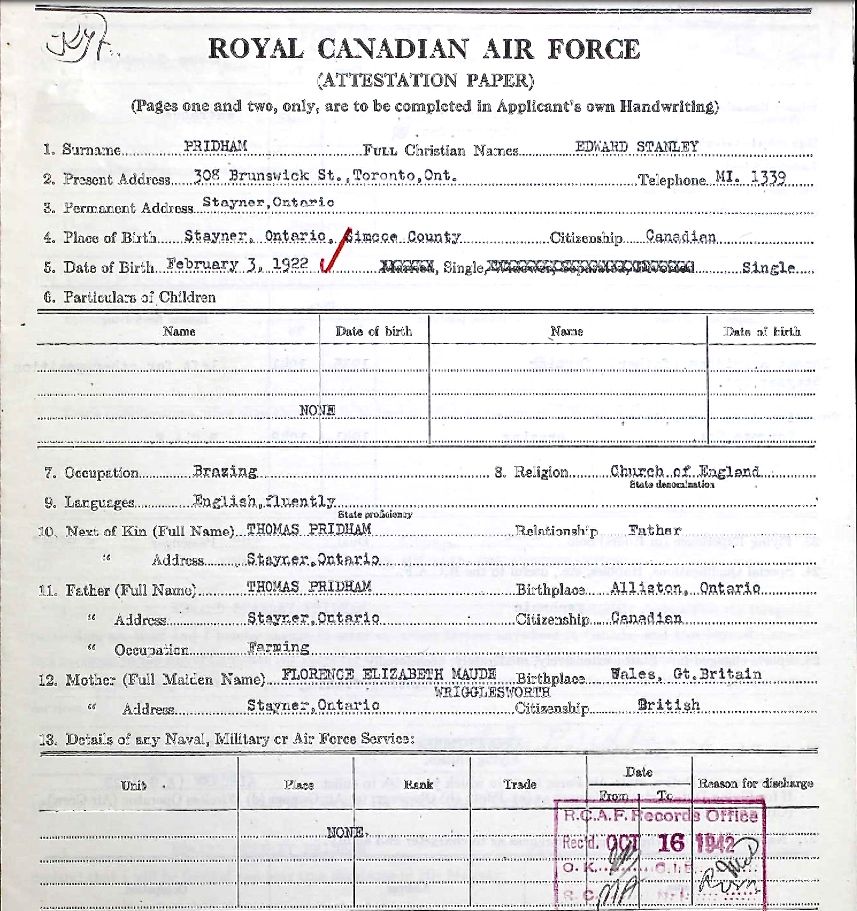 ROYAL CANADIAN AIR FORCE
(ATTESTATION PAPER)
(Pages one and two, only, are to be completed in Applicant's own Handwriting)
1. Surname PRIDHAM FULL Christian Names EDWARD STANLEY
2. Present Address 308 Brunswick St.,Toronto,Ont. Telephone MI. 1339
3. Permanent Address Stayner,Ontario
4. Place of Birth Stayner, Ontario, Simcoe County Citizenship Canadian
5. Date of Birth February 3, 1922 , Single, Single
6. Particulars of Children
Name Date of birth Name Date of birth
NONE
7. Occupation Brazing 8. Religion Church of England
State denomination
9. Languages English,fluently
State proficiency
10. Next of Kin (Full Name) THOMAS PRIDHAM Relationship Father
" Address Stayner,Ontario
11. Father (Full Name) THOMAS PRIDHAM Birthplace Alliston, Ontario
" Address Stayner,Ontario Citizenship Canadian
" Occupation Farming
12. Mother (Full Maiden Name) FLORENCE ELIZABETH MAUDE Birthplace Wales, Gt.Britain
WRIGGLESWORTH
" Address Stayner,Ontario Citizenship British
13. Details of any Naval, Military or Air Force Service:
Unit Place Rank Trade Date Reason for discharge
From To
NONE.
R.C.A.F. Records Office
Rec'd. OCT 16 1942
O.K.